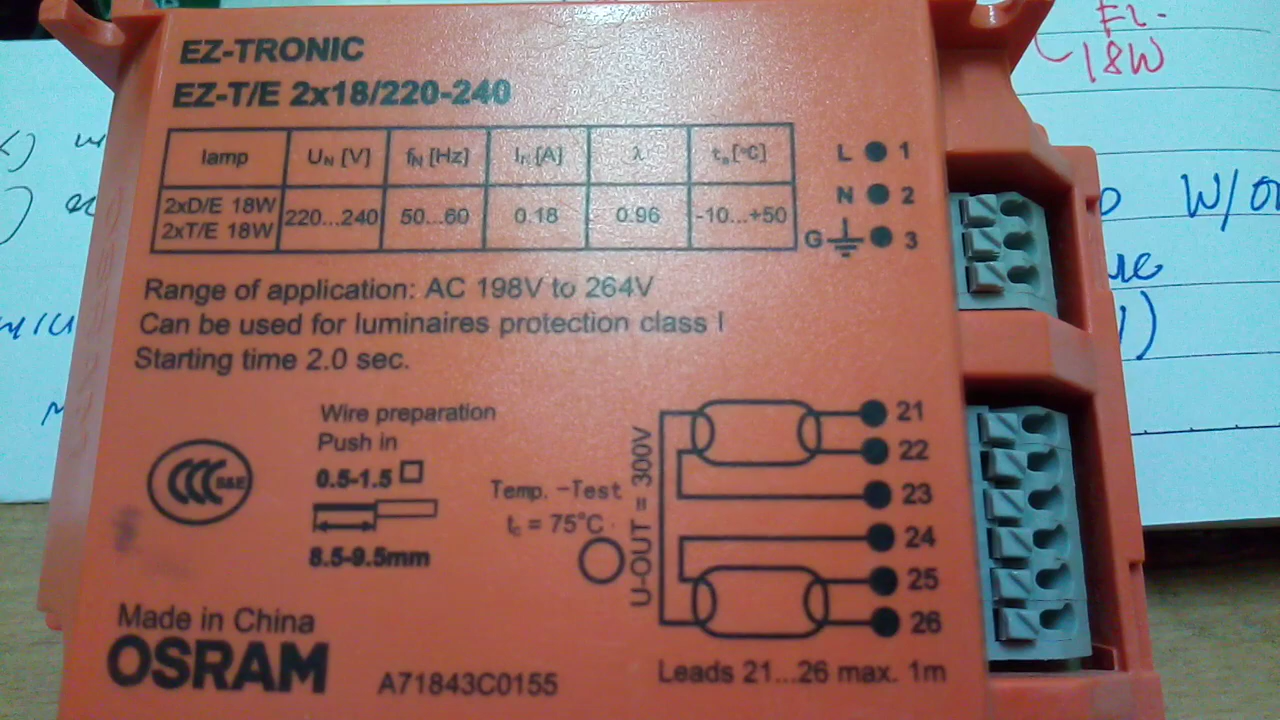 EZ-TRONIC
EZ-T/E 2x18/220-240
lamp UN [V] fN [Hz] IN [A] λ ta [°C]
2xD/E 18W
2xT/E 18W
220...240 50...60 0.18 0.96 -10...+50
L 1
N 2
G 3
Range of application: AC 198V to 264V
Can be used for luminaires protection class I
Starting time 2.0 sec.
Wire preparation
Push in
0.5-1.5
8.5-9.5mm
CCC S&E
Temp. -Test
tc = 75°C
U-OUT = 300V
21
22
23
24
25
26
Leads 21...26 max. 1m
Made in China
OSRAM
A71843C0155
18W